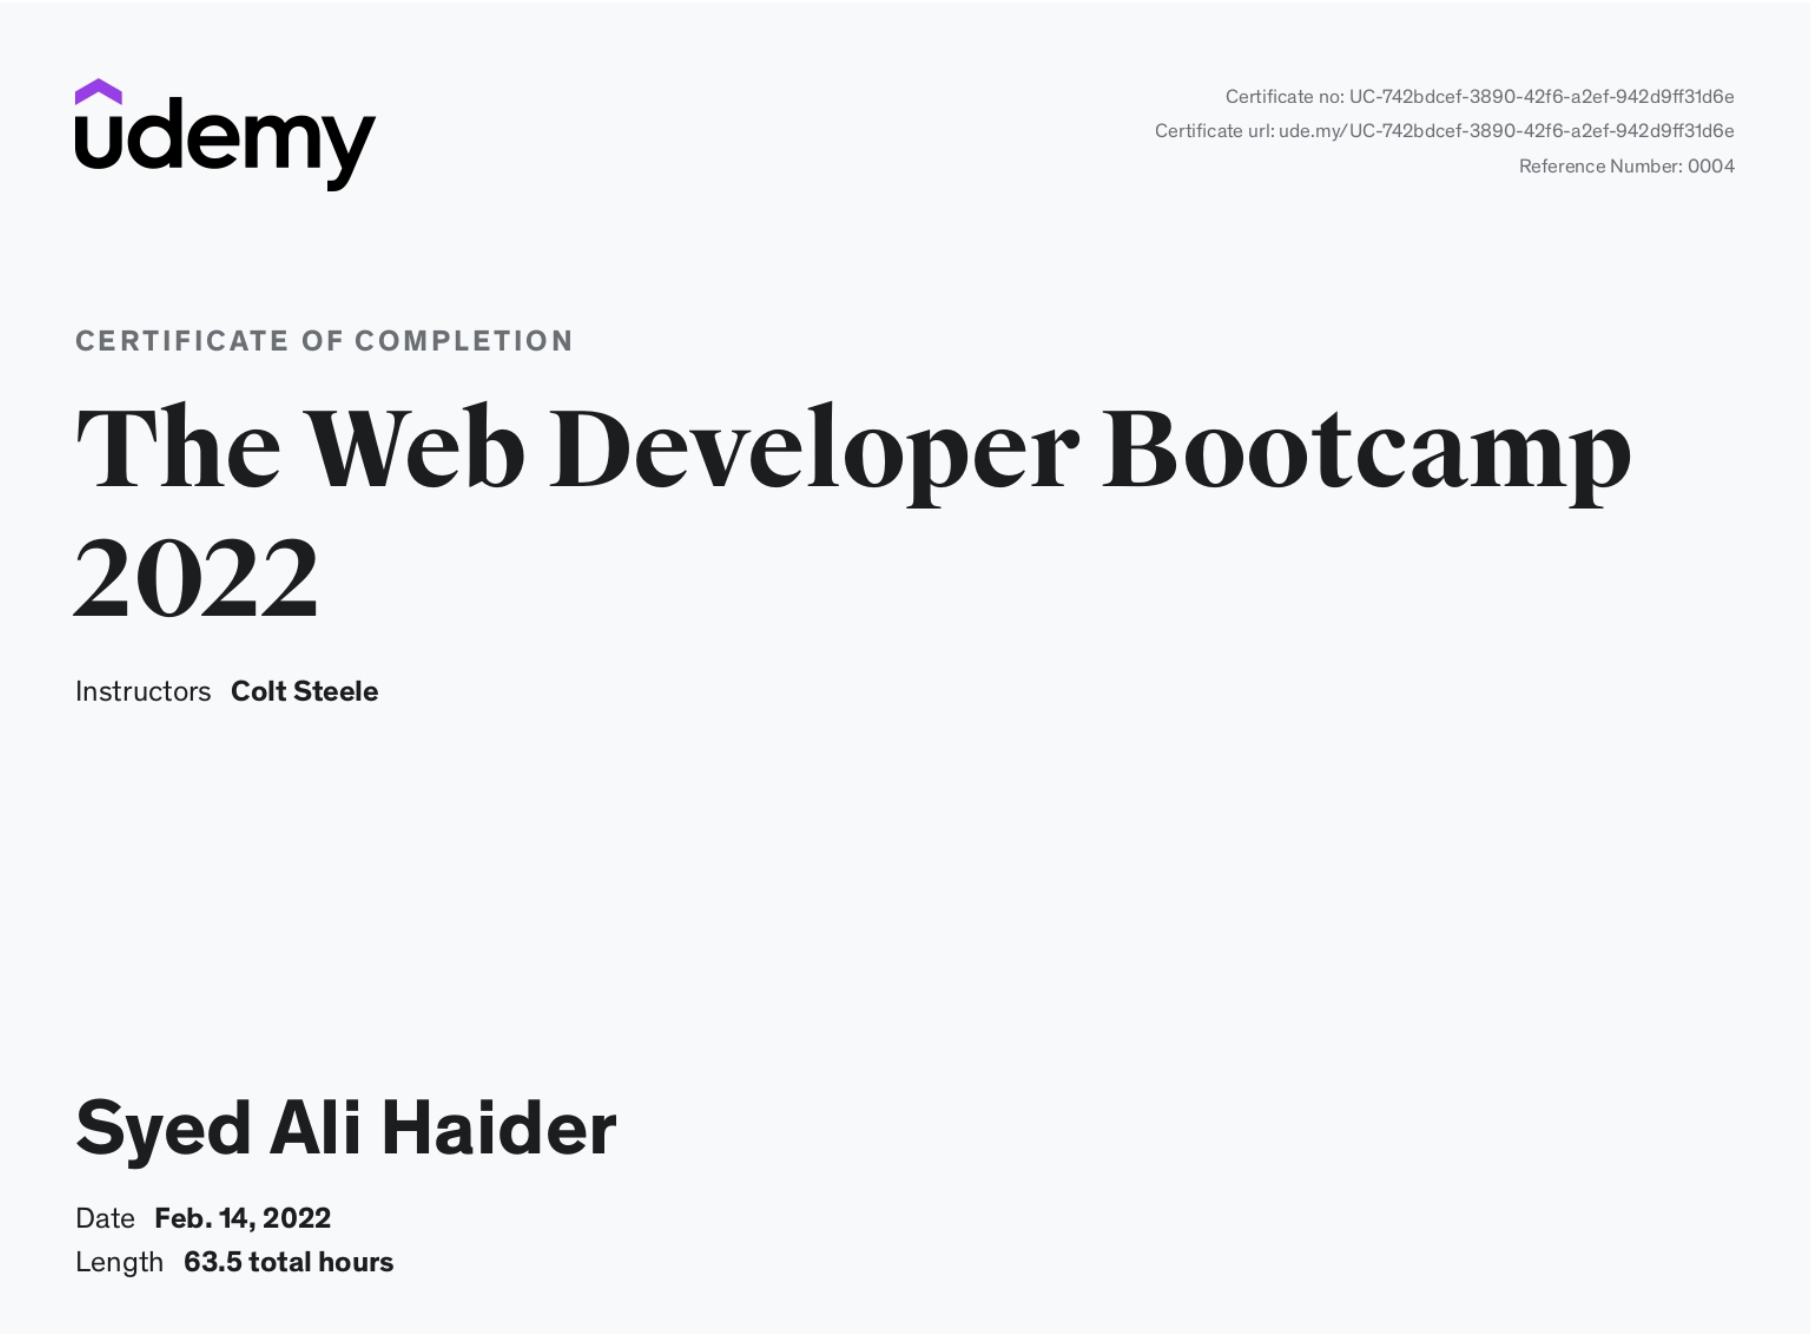 udemy
Certificate no: UC-742bdcef-3890-42f6-a2ef-942d9ff31d6e
Certificate url: ude.my/UC-742bdcef-3890-42f6-a2ef-942d9ff31d6e
Reference Number: 0004
CERTIFICATE OF COMPLETION
The Web Developer Bootcamp
2022
Instructors Colt Steele
Syed Ali Haider
Date Feb. 14, 2022
Length 63.5 total hours